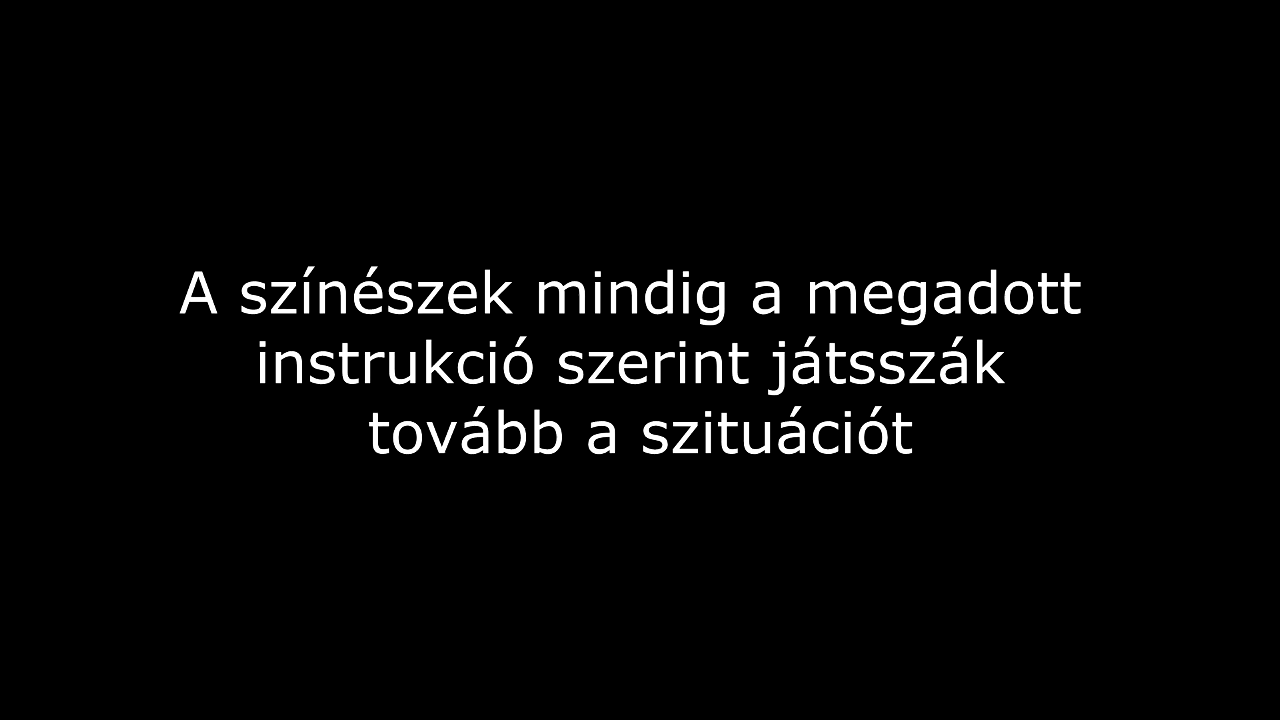 A színészek mindig a megadott
instrukció szerint játsszák
tovább a szituációt